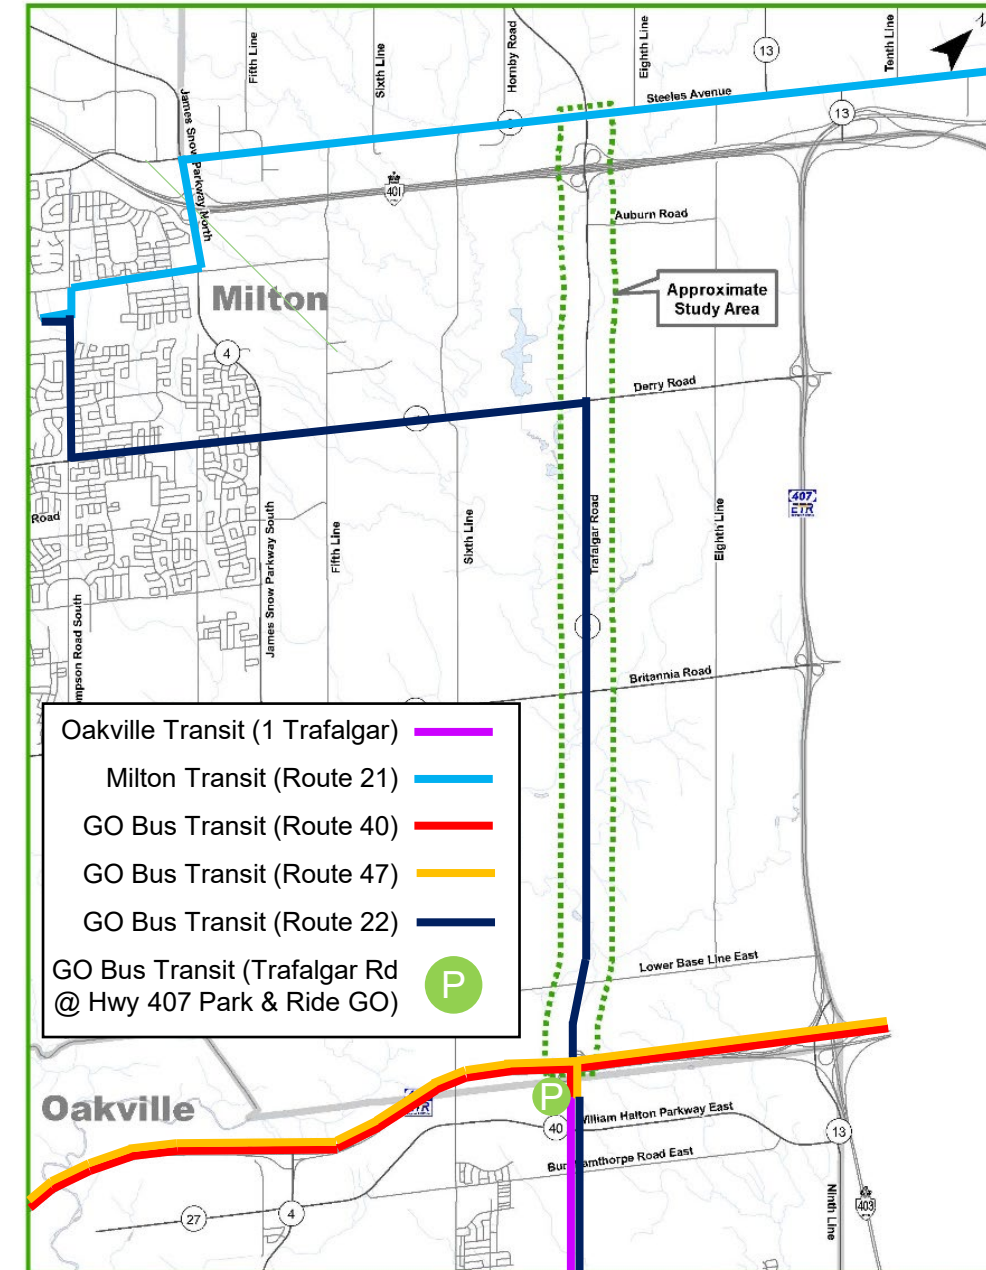 N
13
Fifth Line
Sixth Line
Hornby Road
Eighth Line
Tenth Line
Steeles Avenue
13
James Snow Parkway North
401
Auburn Road
Approximate
Study Area
Milton
4
Derry Road
407
ETR
Road
Fifth Line
Sixth Line
Trafalgar Road
Eighth Line
James Snow Parkway South
ompson Road South
Britannia Road
Oakville Transit (1 Trafalgar)
Milton Transit (Route 21)
GO Bus Transit (Route 40)
GO Bus Transit (Route 47)
GO Bus Transit (Route 22)
GO Bus Transit (Trafalgar Rd
@ Hwy 407 Park & Ride GO)
P
Lower Base Line East
Oakville
P
William Halton Parkway East
40
13
Burnhamthorpe Road East
27
4
Ninth Line
403